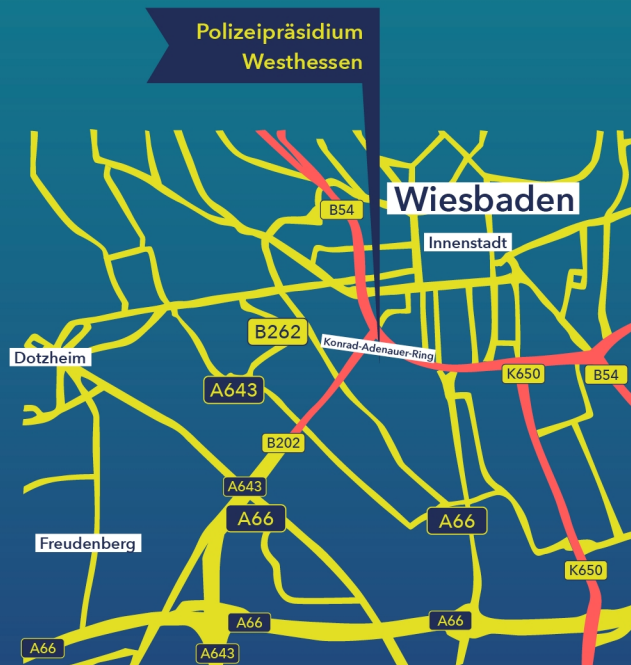 Polizeipräsidium
Westhessen
Wiesbaden
B54
Innenstadt
B262
Konrad-Adenauer-Ring
Dotzheim
K650
B54
A643
B202
A643
A66
A66
Freudenberg
K650
A66
A66
A66
A643